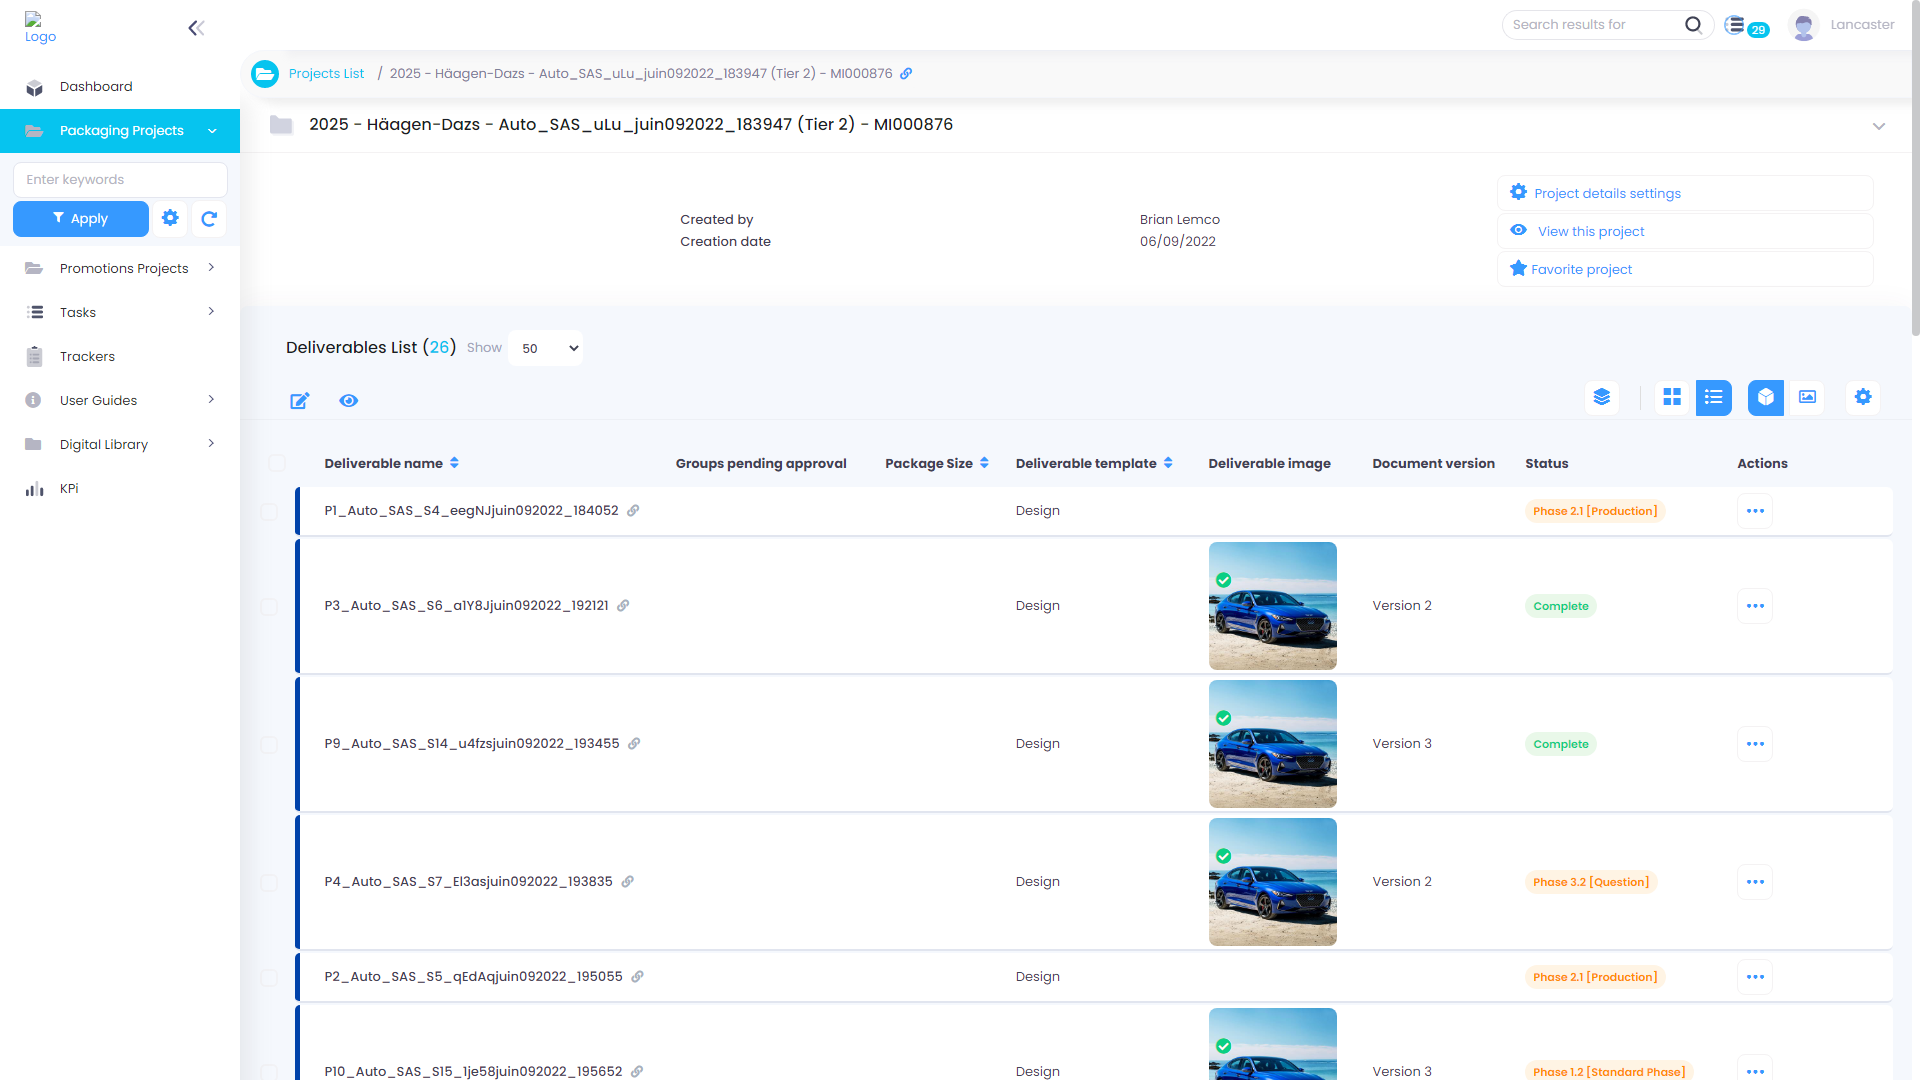 Logo
Search results for
29
Lancaster
Dashboard
Packaging Projects
Enter keywords
Apply
Promotions Projects
Tasks
Trackers
User Guides
Digital Library
KPi
Projects List / 2025 - Häagen-Dazs - Auto_SAS_uLu_juin092022_183947 (Tier 2) - MI000876
2025 - Häagen-Dazs - Auto_SAS_uLu_juin092022_183947 (Tier 2) - MI000876
Created by Brian Lemco
Creation date 06/09/2022
Project details settings
View this project
Favorite project
Deliverables List (26) Show 50
Deliverable name Groups pending approval Package Size Deliverable template Deliverable image Document version Status Actions
P1_Auto_SAS_S4_eegNJjuin092022_184052 Design Phase 2.1 [Production]
P3_Auto_SAS_S6_a1Y8Jjuin092022_192121 Design Version 2 Complete
P9_Auto_SAS_S14_u4fzsjuin092022_193455 Design Version 3 Complete
P4_Auto_SAS_S7_El3asjuin092022_193835 Design Version 2 Phase 3.2 [Question]
P2_Auto_SAS_S5_qEdAqjuin092022_195055 Design Phase 2.1 [Production]
P10_Auto_SAS_S15_1je58juin092022_195652 Design Version 3 Phase 1.2 [Standard Phase]